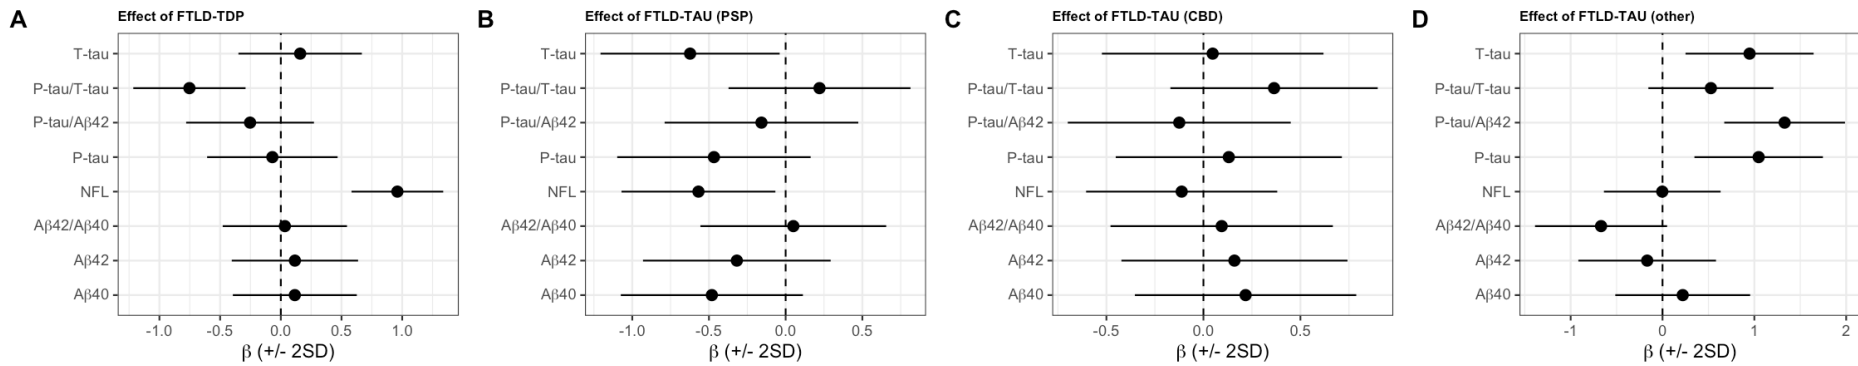 A
Effect of FTLD-TDP
T-tau
P-tau/T-tau
P-tau/Aβ42
P-tau
NFL
Aβ42/Aβ40
Aβ42
Aβ40
-1.0 -0.5 0.0 0.5 1.0
β (+/- 2SD)
B
Effect of FTLD-TAU (PSP)
T-tau
P-tau/T-tau
P-tau/Aβ42
P-tau
NFL
Aβ42/Aβ40
Aβ42
Aβ40
-1.0 -0.5 0.0 0.5
β (+/- 2SD)
C
Effect of FTLD-TAU (CBD)
T-tau
P-tau/T-tau
P-tau/Aβ42
P-tau
NFL
Aβ42/Aβ40
Aβ42
Aβ40
-0.5 0.0 0.5
β (+/- 2SD)
D
Effect of FTLD-TAU (other)
T-tau
P-tau/T-tau
P-tau/Aβ42
P-tau
NFL
Aβ42/Aβ40
Aβ42
Aβ40
-1 0 1 2
β (+/- 2SD)